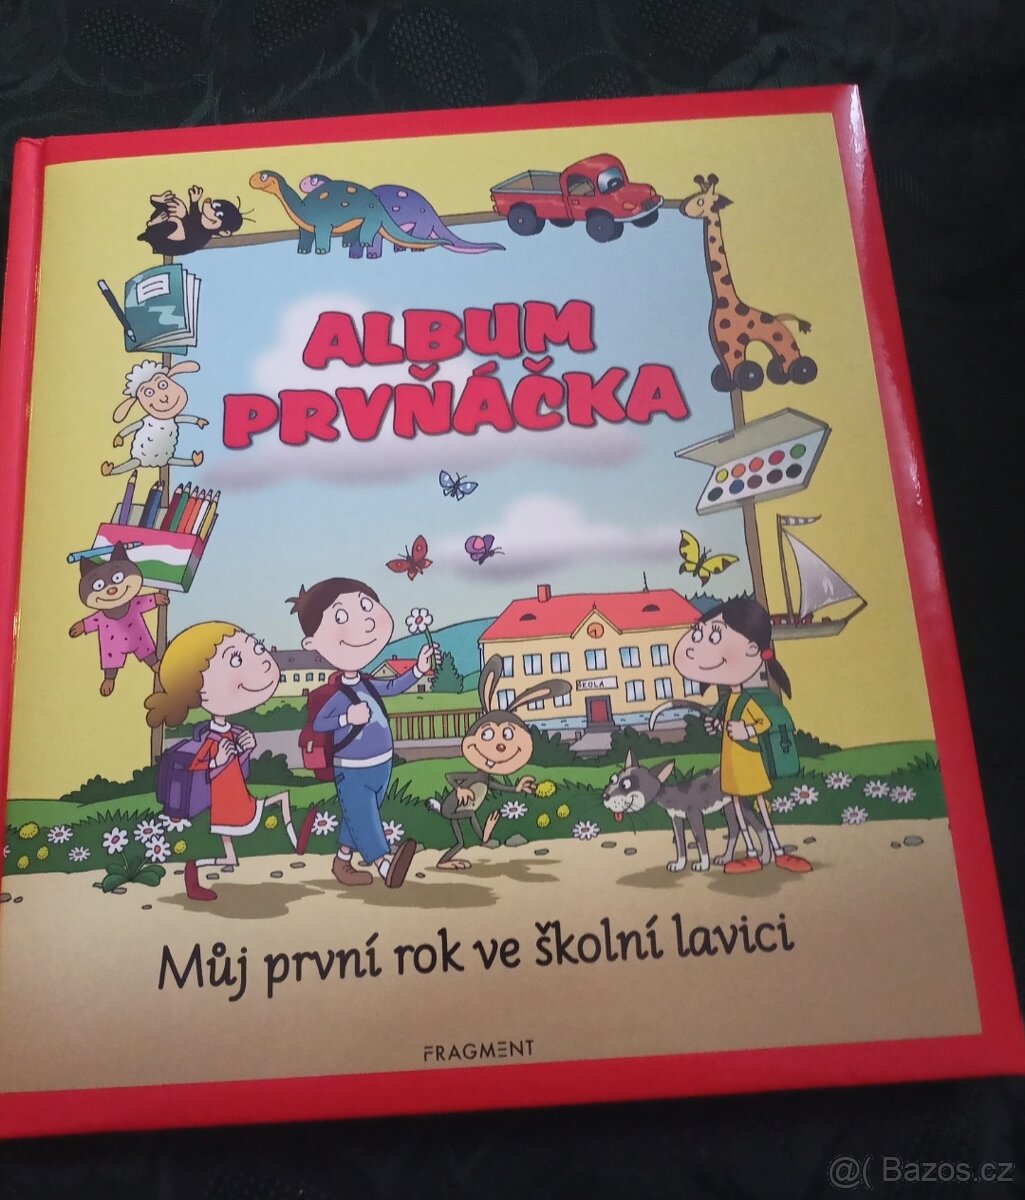 ALBUM
PRVŇÁČKA
ŠKOLA
Můj první rok ve školní lavici
FRAGMENT
@( Bazos.cz